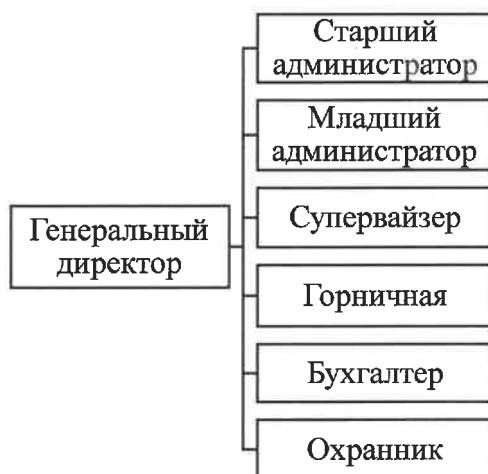 Старший
администратор
Младший
администратор
Супервайзер
Генеральный
директор
Горничная
Бухгалтер
Охранник